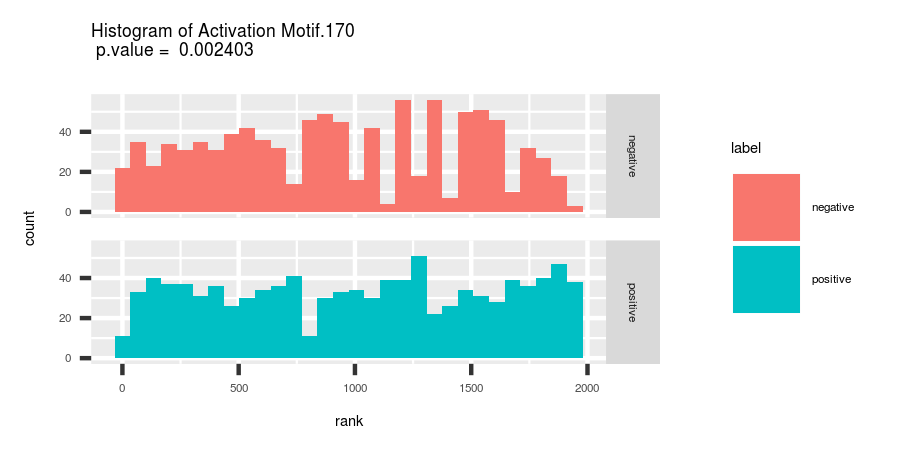 Histogram of Activation Motif.170
p.value = 0.002403
count
40
20
0
negative
40
20
0
positive
0
500
1000
1500
2000
rank
label
negative
positive